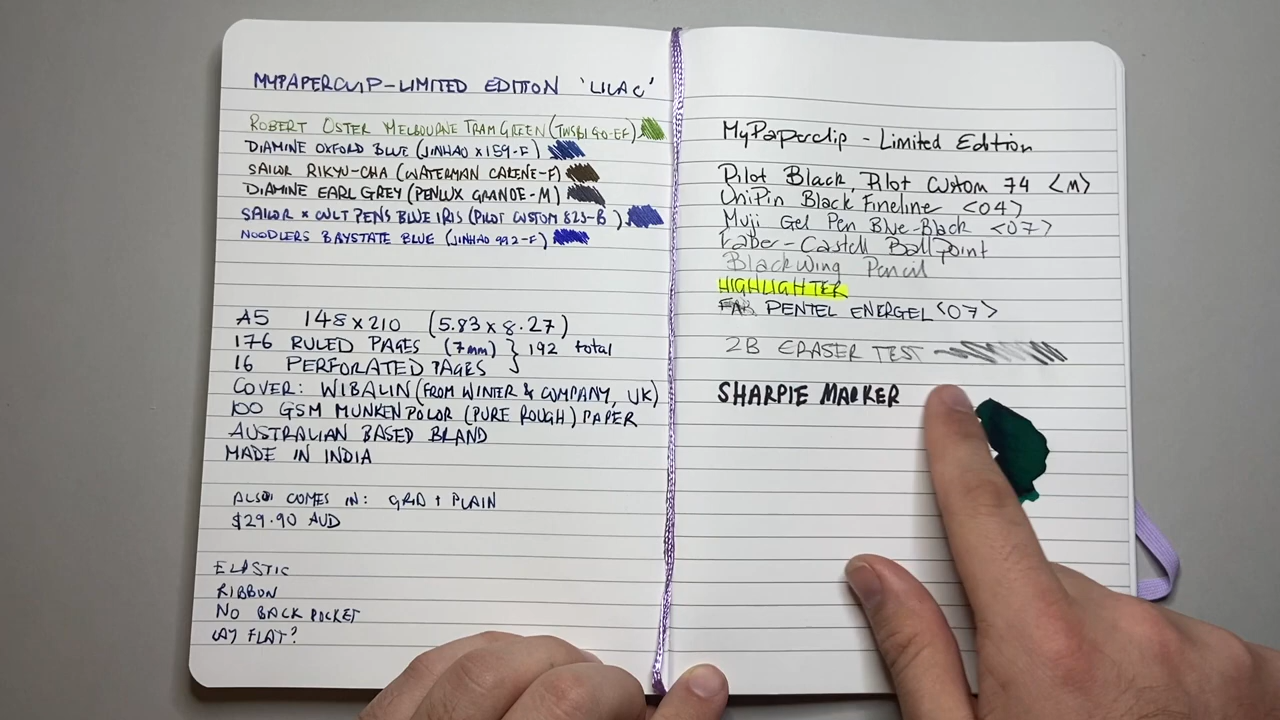 MYPAPERCLIP-LIMITED EDITION 'LILAC'
ROBERT OSTER MELBOURNE TRAM GREEN (TWSBI GO-EF)
DIAMINE OXFORD BLUE (JINHAO X159-F)
SAILOR RIKYU-CHA (WATERMAN CARENE-F)
DIAMINE EARL GREY (PENLUX GRANDE-M)
SAILOR x CULT PENS BLUE IRIS (PILOT CUSTOM 823-B)
NOODLERS BAYSTATE BLUE (JINHAO 992-F)
A5 148 x 210 (5.83 x 8.27)
176 RULED PAGES (7mm) } 192 total
16 PERFORATED PAGES
COVER: WIBALIN (FROM WINTER & COMPANY, UK)
100 GSM MUNKEN POLOR (PURE ROUGH) PAPER
AUSTRALIAN BASED BRAND
MADE IN INDIA
ALSO COMES IN: GRID + PLAIN
$29.90 AUD
ELASTIC
RIBBON
NO BACK POCKET
LAY FLAT?
MyPaperclip - Limited Edition
Pilot Black, Pilot Custom 74 <M>
UniPin Black Fineliner <04>
Muji Gel Pen Blue-Black <07>
Faber-Castell BallPoint
Blackwing Pencil
HIGHLIGHTER
PENTEL ENERGEL <07>
2B ERASER TEST
SHARPIE MARKER